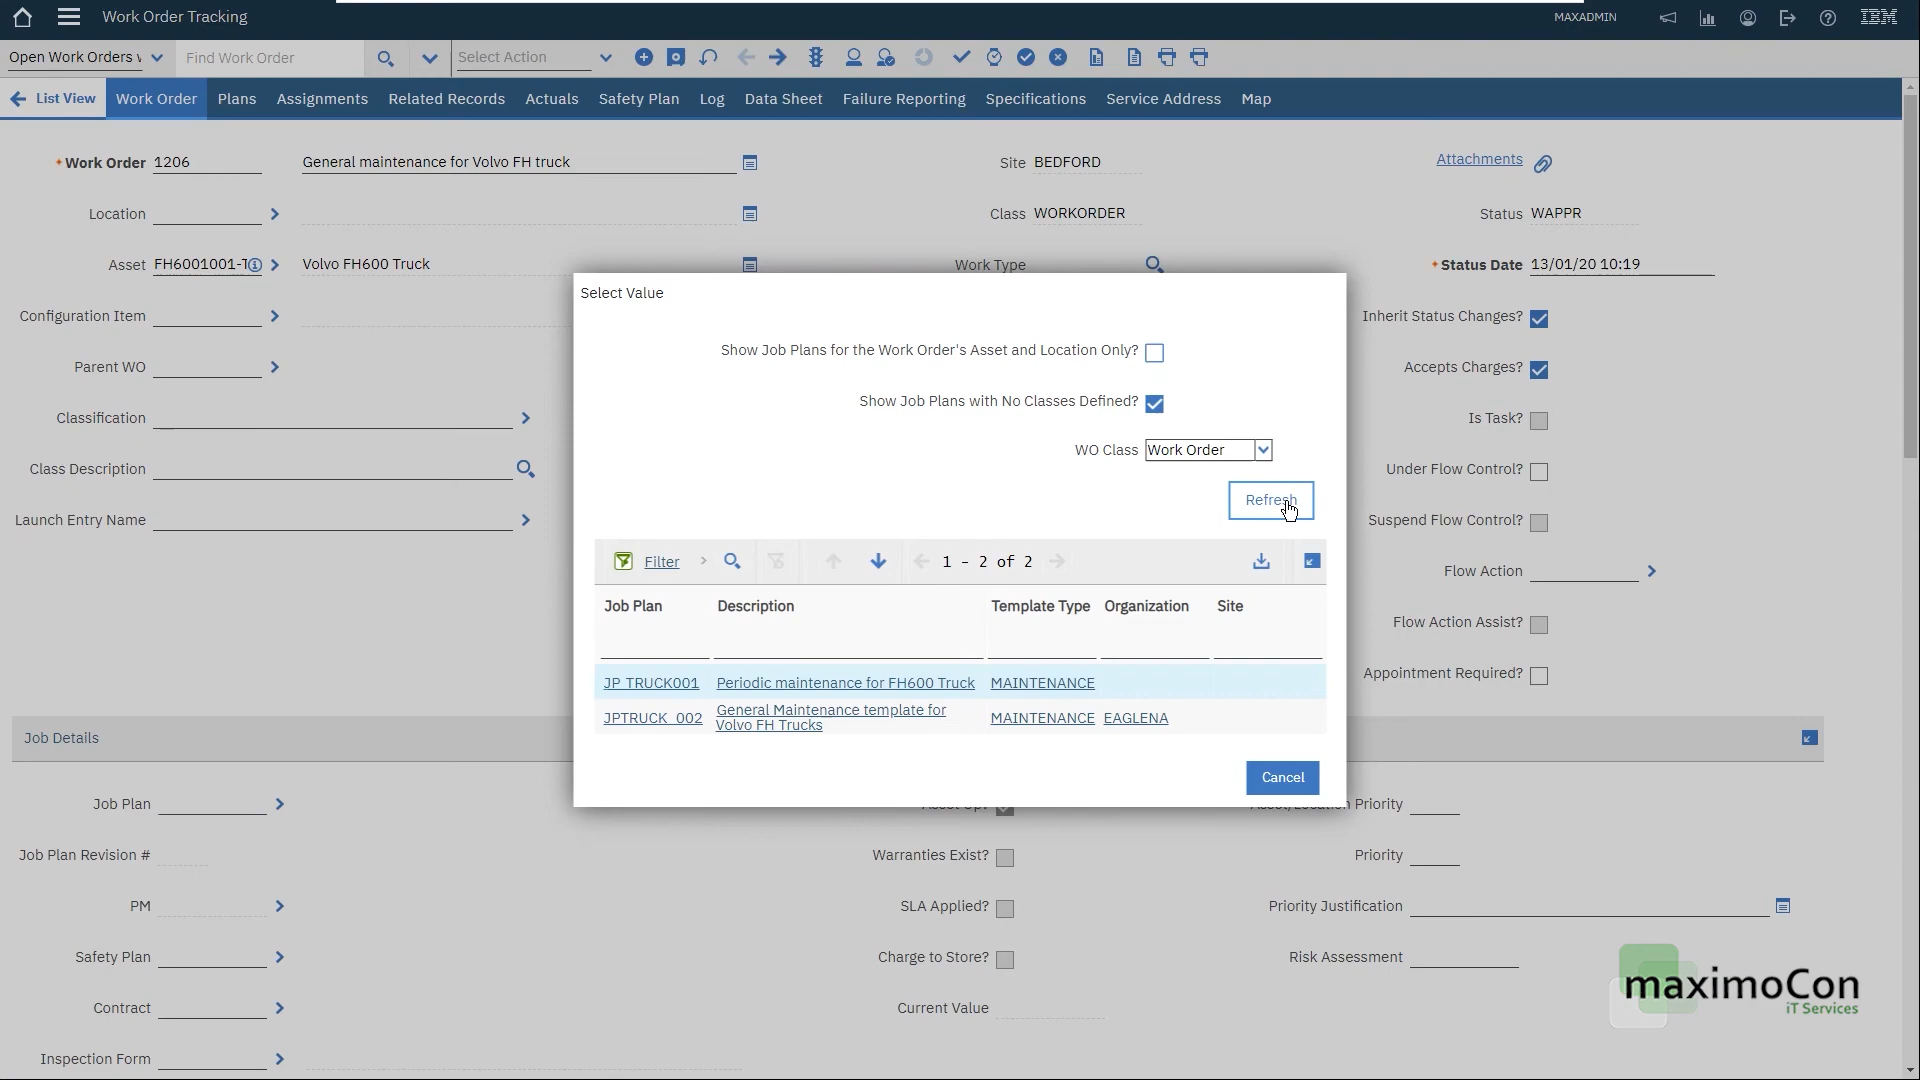 Work Order Tracking
MAXADMIN
IBM
Open Work Orders
Find Work Order
Select Action
List View
Work Order
Plans
Assignments
Related Records
Actuals
Safety Plan
Log
Data Sheet
Failure Reporting
Specifications
Service Address
Map
Work Order 1206
General maintenance for Volvo FH truck
Site BEDFORD
Attachments
Location
Class WORKORDER
Status WAPPR
Asset FH6001001-T
Volvo FH600 Truck
Work Type
Status Date 13/01/20 10:19
Configuration Item
Inherit Status Changes?
Parent WO
Accepts Charges?
Classification
Is Task?
Class Description
Under Flow Control?
Launch Entry Name
Suspend Flow Control?
Flow Action
Flow Action Assist?
Appointment Required?
Select Value
Show Job Plans for the Work Order's Asset and Location Only?
Show Job Plans with No Classes Defined?
WO Class Work Order
Refresh
Filter
1 - 2 of 2
Job Plan Description Template Type Organization Site
JP_TRUCK001 Periodic maintenance for FH600 Truck MAINTENANCE
JPTRUCK_002 General Maintenance template for
Volvo FH Trucks MAINTENANCE EAGLENA
Cancel
Job Details
Job Plan
Priority
Job Plan Revision #
Warranties Exist?
Priority
PM
SLA Applied?
Priority Justification
Safety Plan
Charge to Store?
Risk Assessment
Contract
Current Value
Inspection Form
maximoCon
iT Services